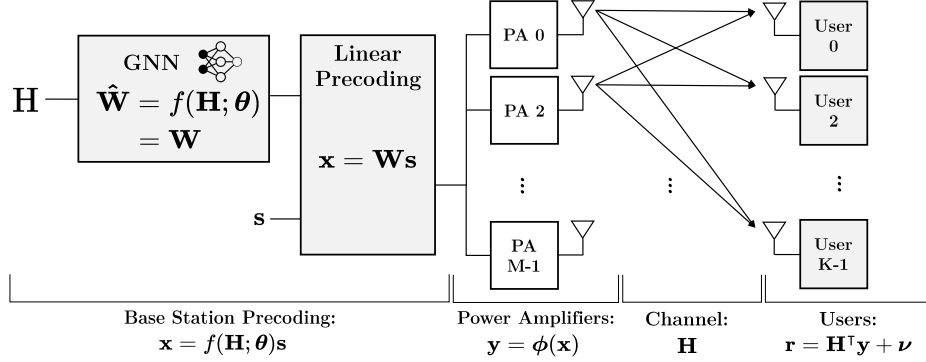 H
GNN
Ŵ = f(H; θ)
= W
Linear
Precoding
x = Ws
s
PA 0
PA 2
⋮
PA
M-1
⋮
User
0
User
2
⋮
User
K-1
Base Station Precoding:
x = f(H; θ)s
Power Amplifiers:
y = ϕ(x)
Channel:
H
Users:
r = Hᵀy + ν